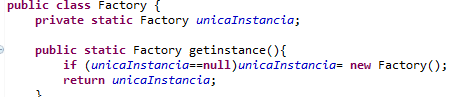 public class Factory {
private static Factory unicaInstancia;
public static Factory getinstance(){
if (unicaInstancia==null)unicaInstancia= new Factory();
return unicaInstancia;
}